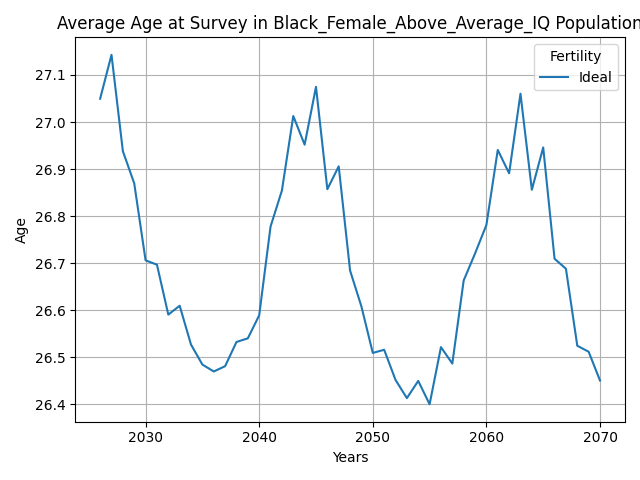 Average Age at Survey in Black_Female_Above_Average_IQ Population
Fertility
Ideal
27.1
27.0
26.9
26.8
26.7
26.6
26.5
26.4
Age
2030 2040 2050 2060 2070
Years